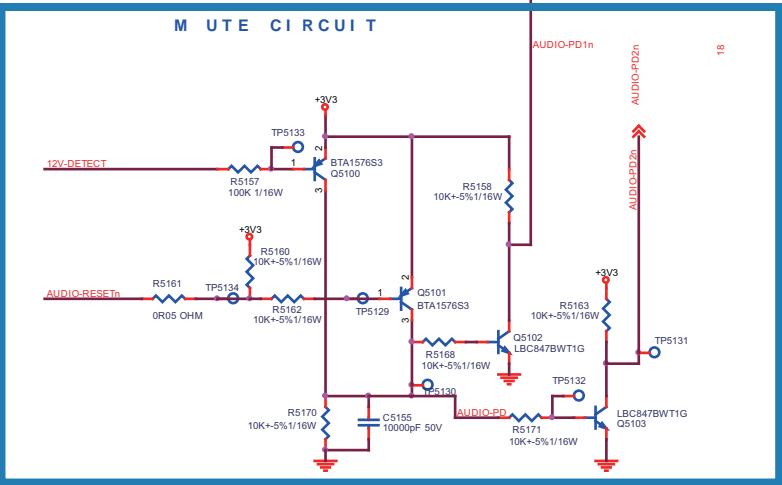 M UTE CIRCUIT
AUDIO-PD1n
AUDIO-PD2n
18
+3V3
TP5133
12V-DETECT
1
2
3
BTA1576S3
Q5100
R5157
100K 1/16W
R5158
10K+-5%1/16W
AUDIO-PD2n
+3V3
R5160
10K+-5%1/16W
+3V3
AUDIO-RESETn
R5161
0R05 OHM
TP5134
R5162
10K+-5%1/16W
TP5129
1
2
3
Q5101
BTA1576S3
R5163
10K+-5%1/16W
Q5102
LBC847BWT1G
TP5131
R5168
10K+-5%1/16W
TP5130
TP5132
R5170
10K+-5%1/16W
C5155
10000pF 50V
AUDIO-PD
R5171
10K+-5%1/16W
LBC847BWT1G
Q5103